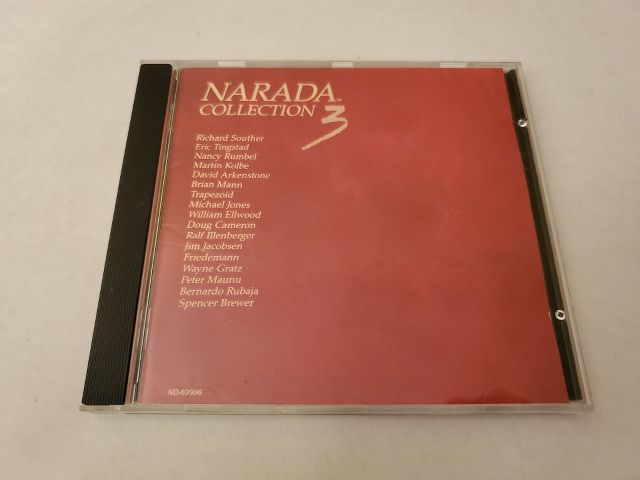 NARADA™
COLLECTION 3
Richard Souther
Eric Tingstad
Nancy Rumbel
Martin Kolbe
David Arkenstone
Brian Mann
Trapezoid
Michael Jones
William Ellwood
Doug Cameron
Ralf Illenberger
Jim Jacobsen
Friedemann
Wayne Gratz
Peter Maunu
Bernardo Rubaja
Spencer Brewer
ND-63906